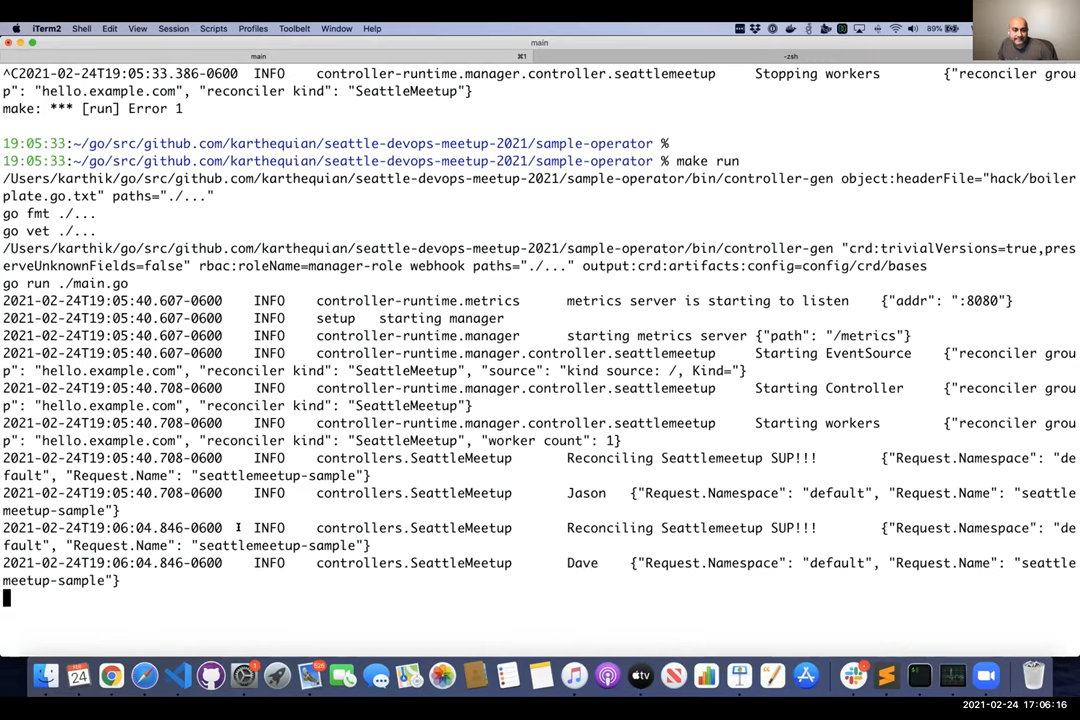 iTerm2 Shell Edit View Session Scripts Profiles Toolbelt Window Help 89%
main
main ⌘1 -zsh
^C2021-02-24T19:05:33.386-0600 INFO controller-runtime.manager.controller.seattlemeetup Stopping workers {"reconciler grou
p": "hello.example.com", "reconciler kind": "SeattleMeetup"}
make: *** [run] Error 1
19:05:33:~/go/src/github.com/karthequian/seattle-devops-meetup-2021/sample-operator %
19:05:33:~/go/src/github.com/karthequian/seattle-devops-meetup-2021/sample-operator % make run
/Users/karthik/go/src/github.com/karthequian/seattle-devops-meetup-2021/sample-operator/bin/controller-gen object:headerFile="hack/boiler
plate.go.txt" paths="./..."
go fmt ./...
go vet ./...
/Users/karthik/go/src/github.com/karthequian/seattle-devops-meetup-2021/sample-operator/bin/controller-gen "crd:trivialVersions=true,pres
erveUnknownFields=false" rbac:roleName=manager-role webhook paths="./..." output:crd:artifacts:config=config/crd/bases
go run ./main.go
2021-02-24T19:05:40.607-0600 INFO controller-runtime.metrics metrics server is starting to listen {"addr": ":8080"}
2021-02-24T19:05:40.607-0600 INFO setup starting manager
2021-02-24T19:05:40.607-0600 INFO controller-runtime.manager starting metrics server {"path": "/metrics"}
2021-02-24T19:05:40.607-0600 INFO controller-runtime.manager.controller.seattlemeetup Starting EventSource {"reconciler grou
p": "hello.example.com", "reconciler kind": "SeattleMeetup", "source": "kind source: /, Kind="}
2021-02-24T19:05:40.708-0600 INFO controller-runtime.manager.controller.seattlemeetup Starting Controller {"reconciler grou
p": "hello.example.com", "reconciler kind": "SeattleMeetup"}
2021-02-24T19:05:40.708-0600 INFO controller-runtime.manager.controller.seattlemeetup Starting workers {"reconciler grou
p": "hello.example.com", "reconciler kind": "SeattleMeetup", "worker count": 1}
2021-02-24T19:05:40.708-0600 INFO controllers.SeattleMeetup Reconciling Seattlemeetup SUP!!! {"Request.Namespace": "de
fault", "Request.Name": "seattlemeetup-sample"}
2021-02-24T19:05:40.708-0600 INFO controllers.SeattleMeetup Jason {"Request.Namespace": "default", "Request.Name": "seattle
meetup-sample"}
2021-02-24T19:06:04.846-0600 INFO controllers.SeattleMeetup Reconciling Seattlemeetup SUP!!! {"Request.Namespace": "de
fault", "Request.Name": "seattlemeetup-sample"}
2021-02-24T19:06:04.846-0600 INFO controllers.SeattleMeetup Dave {"Request.Namespace": "default", "Request.Name": "seattle
meetup-sample"}
2021-02-24 17:06:16